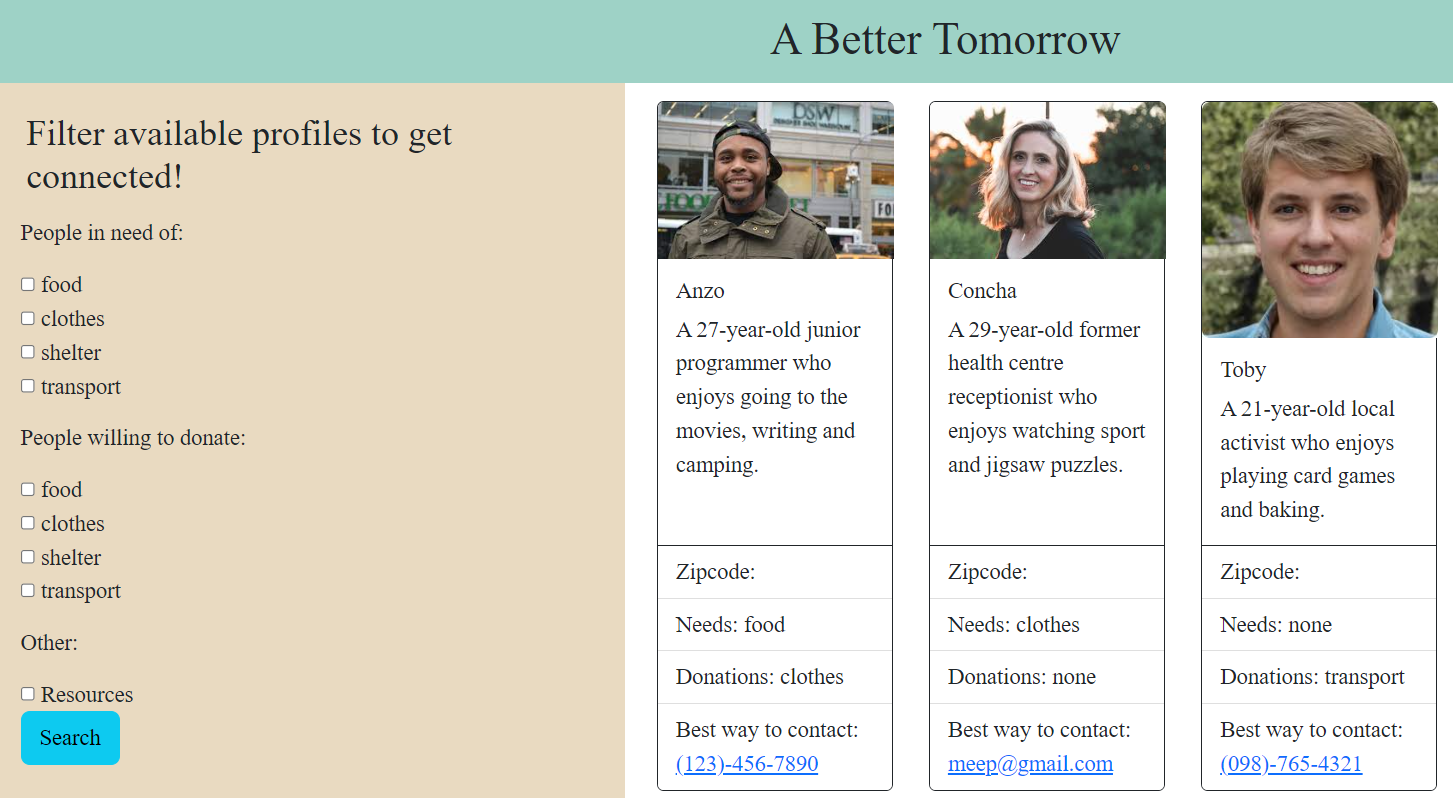 A Better Tomorrow
Filter available profiles to get
connected!
People in need of:
food
clothes
shelter
transport
People willing to donate:
food
clothes
shelter
transport
Other:
Resources
Search
DSW
DESIGNER SHOE WAREHOUSE
Anzo
A 27-year-old junior
programmer who
enjoys going to the
movies, writing and
camping.
Zipcode:
Needs: food
Donations: clothes
Best way to contact:
(123)-456-7890
Concha
A 29-year-old former
health centre
receptionist who
enjoys watching sport
and jigsaw puzzles.
Zipcode:
Needs: clothes
Donations: none
Best way to contact:
meep@gmail.com
Toby
A 21-year-old local
activist who enjoys
playing card games
and baking.
Zipcode:
Needs: none
Donations: transport
Best way to contact:
(098)-765-4321